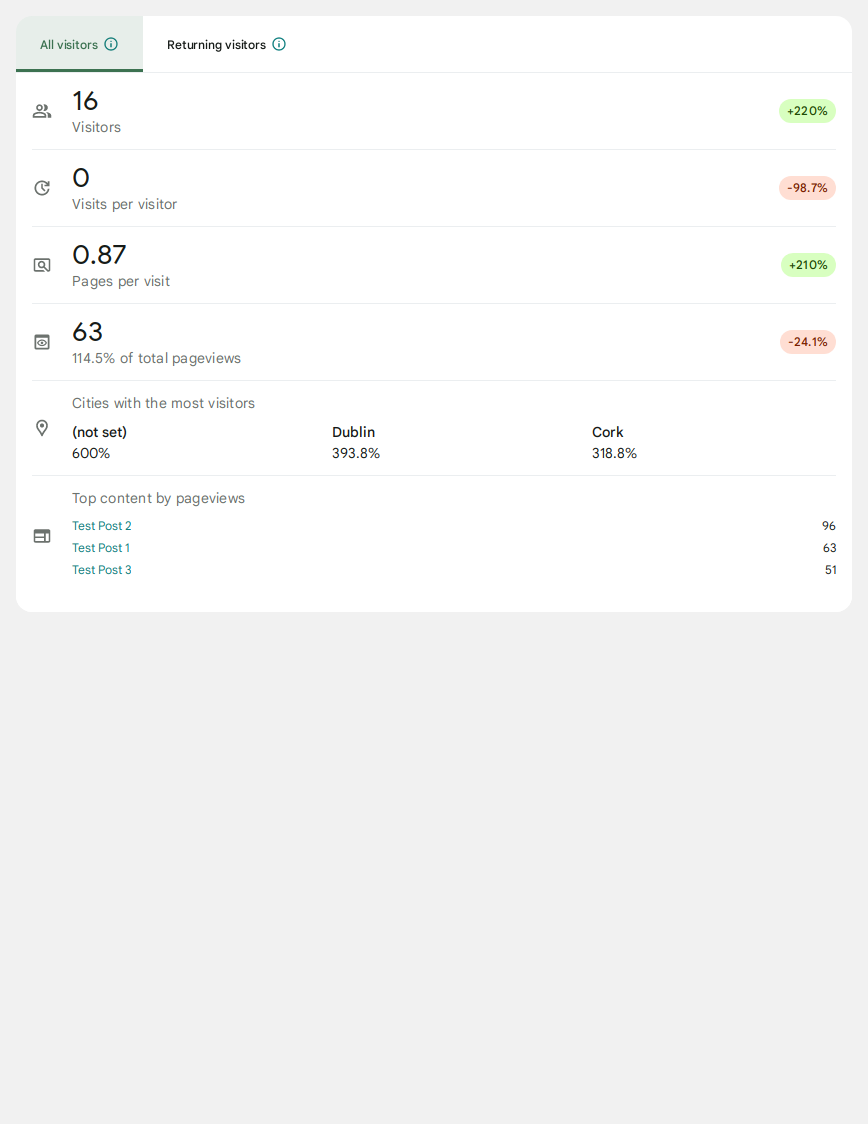 All visitors
Returning visitors
16
Visitors
+220%
0
Visits per visitor
-98.7%
0.87
Pages per visit
+210%
63
114.5% of total pageviews
-24.1%
Cities with the most visitors
(not set) Dublin Cork
600% 393.8% 318.8%
Top content by pageviews
Test Post 2 96
Test Post 1 63
Test Post 3 51